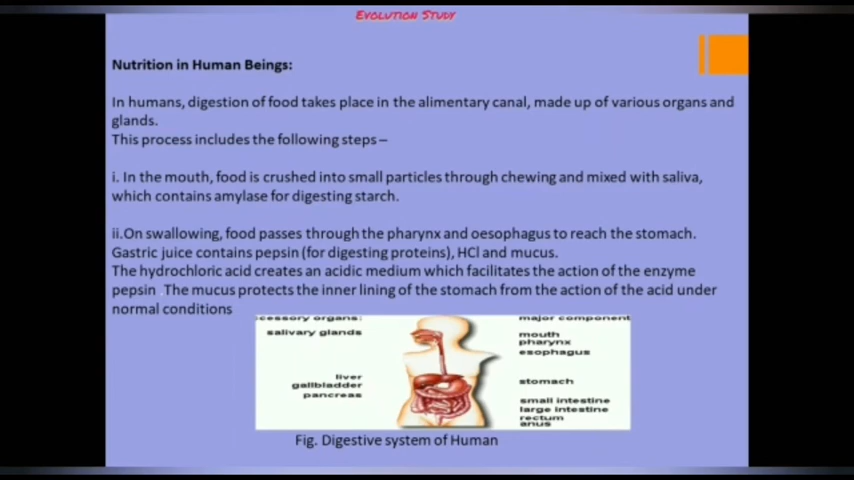 Evolution Study
Nutrition in Human Beings:
In humans, digestion of food takes place in the alimentary canal, made up of various organs and
glands.
This process includes the following steps –
i. In the mouth, food is crushed into small particles through chewing and mixed with saliva,
which contains amylase for digesting starch.
ii.On swallowing, food passes through the pharynx and oesophagus to reach the stomach.
Gastric juice contains pepsin (for digesting proteins), HCl and mucus.
The hydrochloric acid creates an acidic medium which facilitates the action of the enzyme
pepsin .The mucus protects the inner lining of the stomach from the action of the acid under
normal conditions
ccessory organs:
salivary glands
liver
gallbladder
pancreas
major component
mouth
pharynx
esophagus
stomach
small intestine
large intestine
rectum
anus
Fig. Digestive system of Human